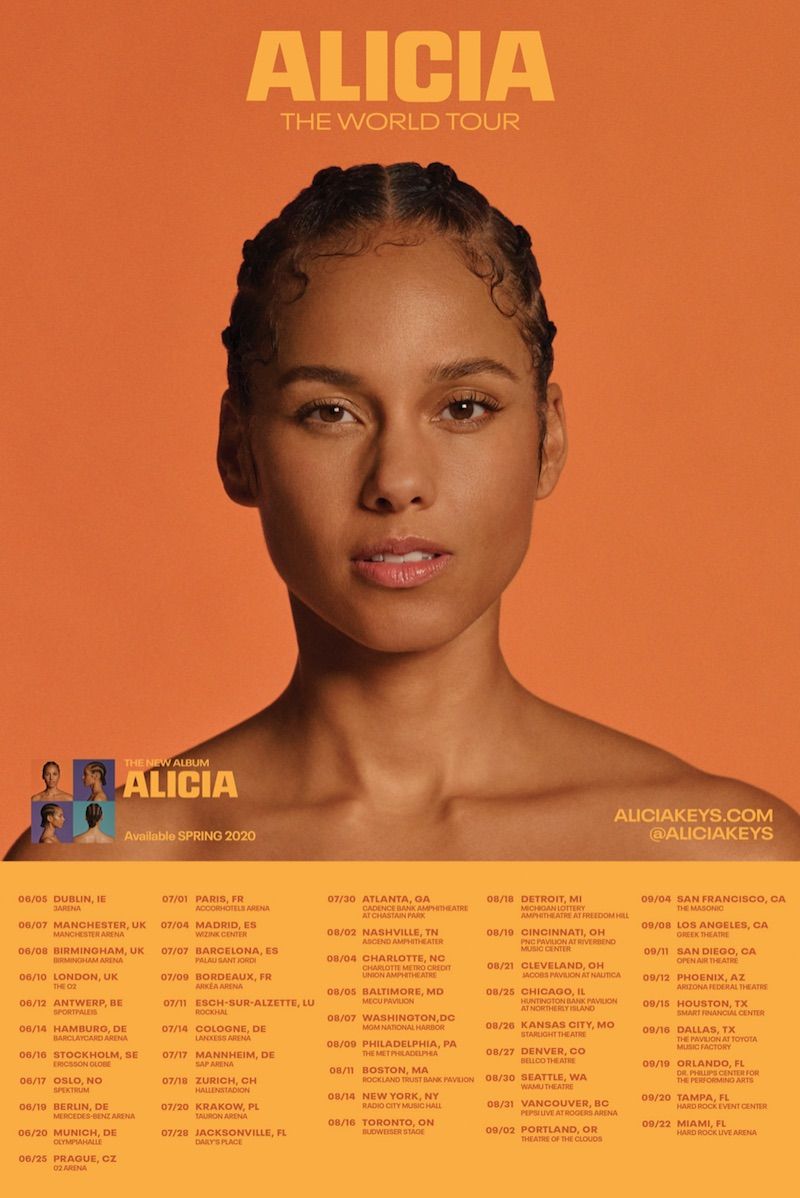 ALICIA
THE WORLD TOUR
THE NEW ALBUM
ALICIA
Available SPRING 2020
ALICIAKEYS.COM
@ALICIAKEYS
06/05 DUBLIN, IE
3ARENA
06/07 MANCHESTER, UK
MANCHESTER ARENA
06/08 BIRMINGHAM, UK
BIRMINGHAM ARENA
06/10 LONDON, UK
THE O2
06/12 ANTWERP, BE
SPORTPALEIS
06/14 HAMBURG, DE
BARCLAYCARD ARENA
06/16 STOCKHOLM, SE
ERICSSON GLOBE
06/17 OSLO, NO
SPEKTRUM
06/19 BERLIN, DE
MERCEDES-BENZ ARENA
06/20 MUNICH, DE
OLYMPIAHALLE
06/25 PRAGUE, CZ
O2 ARENA
07/01 PARIS, FR
ACCORHOTELS ARENA
07/04 MADRID, ES
WIZINK CENTER
07/07 BARCELONA, ES
PALAU SANT JORDI
07/09 BORDEAUX, FR
ARKÉA ARENA
07/11 ESCH-SUR-ALZETTE, LU
ROCKHAL
07/14 COLOGNE, DE
LANXESS ARENA
07/17 MANNHEIM, DE
SAP ARENA
07/18 ZURICH, CH
HALLENSTADION
07/20 KRAKOW, PL
TAURON ARENA
07/28 JACKSONVILLE, FL
DAILY'S PLACE
07/30 ATLANTA, GA
CADENCE BANK AMPHITHEATRE
AT CHASTAIN PARK
08/02 NASHVILLE, TN
ASCEND AMPHITHEATER
08/04 CHARLOTTE, NC
CHARLOTTE METRO CREDIT
UNION AMPHITHEATRE
08/05 BALTIMORE, MD
MECU PAVILION
08/07 WASHINGTON,DC
MGM NATIONAL HARBOR
08/09 PHILADELPHIA, PA
THE MET PHILADELPHIA
08/11 BOSTON, MA
ROCKLAND TRUST BANK PAVILION
08/14 NEW YORK, NY
RADIO CITY MUSIC HALL
08/16 TORONTO, ON
BUDWEISER STAGE
08/18 DETROIT, MI
MICHIGAN LOTTERY
AMPHITHEATRE AT FREEDOM HILL
08/19 CINCINNATI, OH
PNC PAVILION AT RIVERBEND
MUSIC CENTER
08/21 CLEVELAND, OH
JACOBS PAVILION AT NAUTICA
08/25 CHICAGO, IL
HUNTINGTON BANK PAVILION
AT NORTHERLY ISLAND
08/26 KANSAS CITY, MO
STARLIGHT THEATRE
08/27 DENVER, CO
BELLCO THEATRE
08/30 SEATTLE, WA
WAMU THEATRE
08/31 VANCOUVER, BC
PEPSI LIVE AT ROGERS ARENA
09/02 PORTLAND, OR
THEATRE OF THE CLOUDS
09/04 SAN FRANCISCO, CA
THE MASONIC
09/08 LOS ANGELES, CA
GREEK THEATRE
09/11 SAN DIEGO, CA
OPEN AIR THEATRE
09/12 PHOENIX, AZ
ARIZONA FEDERAL THEATRE
09/15 HOUSTON, TX
SMART FINANCIAL CENTER
09/16 DALLAS, TX
THE PAVILION AT TOYOTA
MUSIC FACTORY
09/19 ORLANDO, FL
DR. PHILLIPS CENTER FOR
THE PERFORMING ARTS
09/20 TAMPA, FL
HARD ROCK EVENT CENTER
09/22 MIAMI, FL
HARD ROCK LIVE ARENA